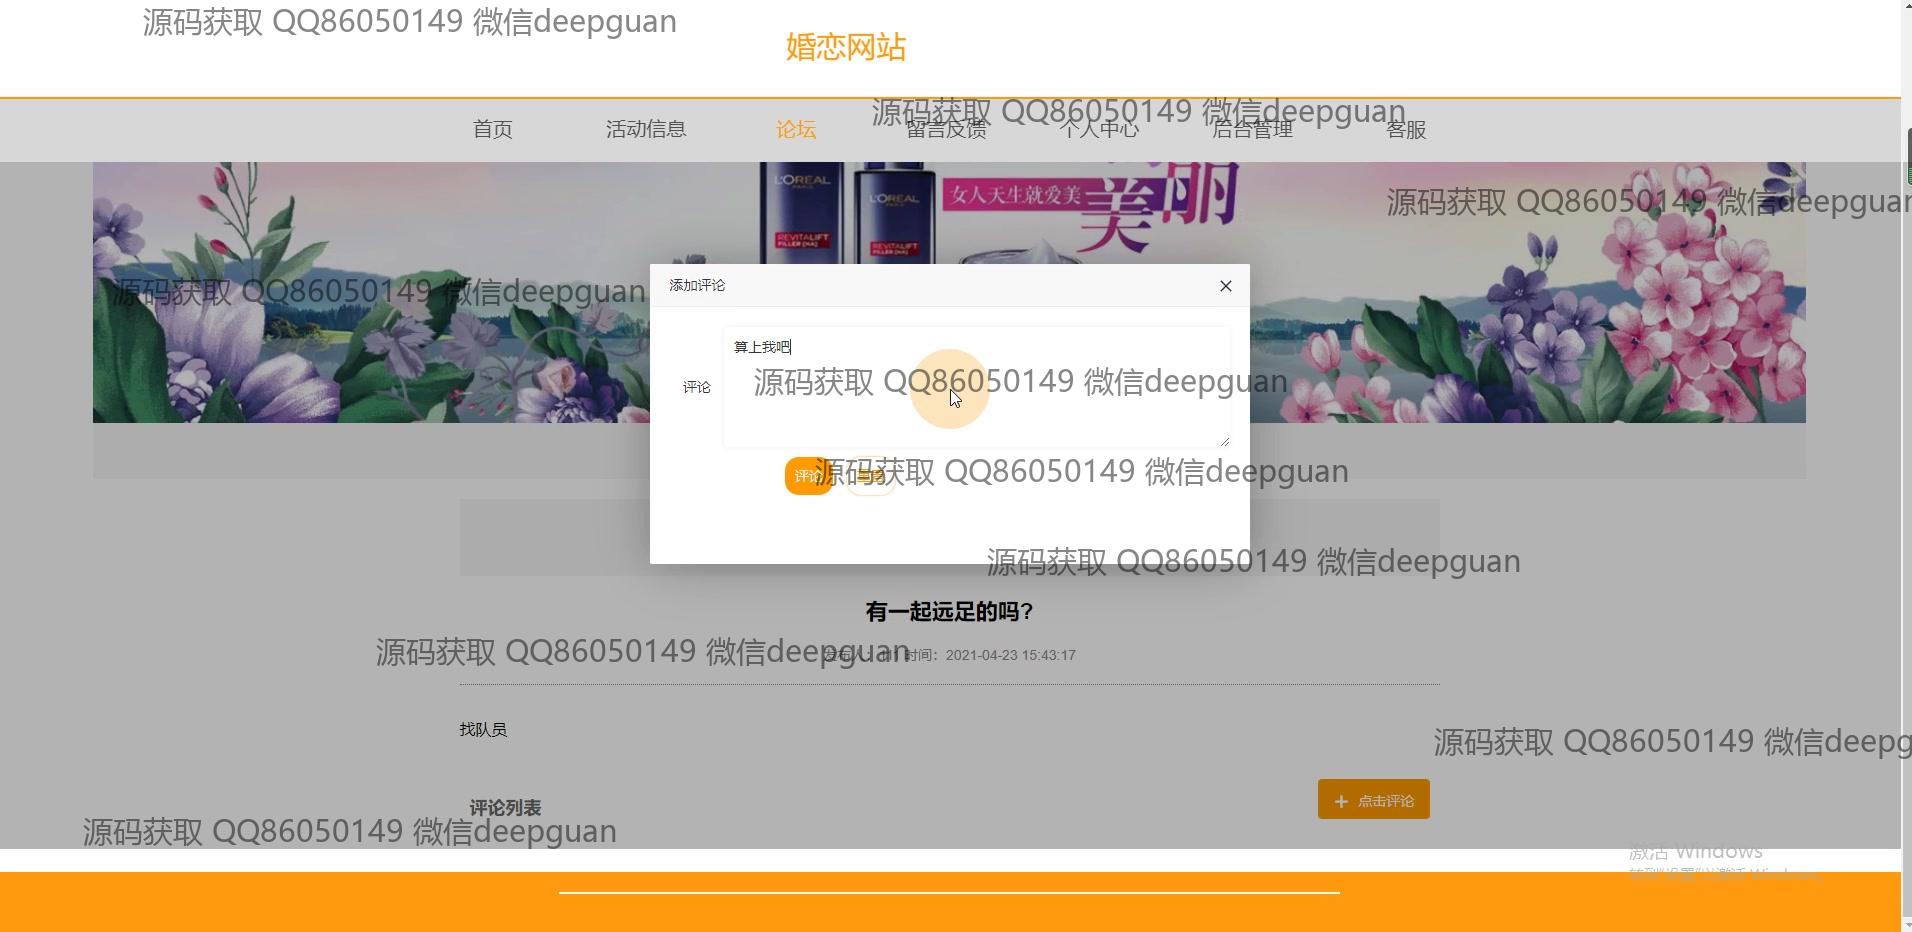 源码获取 QQ86050149 微信deepguan
婚恋网站
源码获取 QQ86050149 微信deepguan
首页 活动信息 论坛 留言反馈 个人中心 后台管理 客服
L'OREAL
PARIS
L'OREAL
REVITALIFT
FILLER [HA]
REVITALIFT
女人天生就爱美
美丽
源码获取 QQ86050149 微信deepguan
源码获取 QQ86050149 微信deepguan
添加评论
算上我吧
评论
源码获取 QQ86050149 微信deepguan
评论 重置
源码获取 QQ86050149 微信deepguan
源码获取 QQ86050149 微信deepguan
有一起远足的吗?
源码获取 QQ86050149 微信deepguan
时间：2021-04-23 15:43:17
找队员
源码获取 QQ86050149 微信deepg
点击评论
评论列表
源码获取 QQ86050149 微信deepguan
激活 Windows